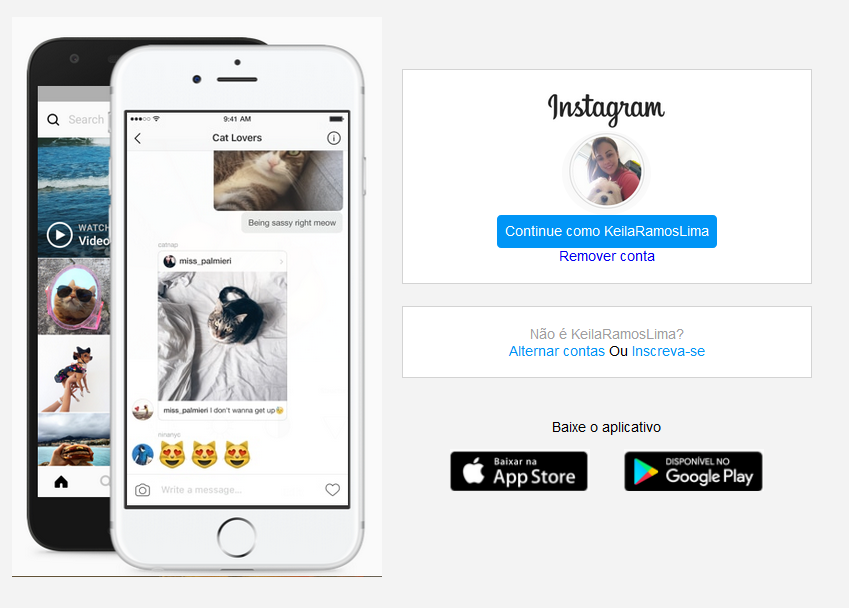 Search
WATCH
Video
9:41 AM
Cat Lovers
Being sassy right meow
catnap
miss_palmieri
miss_palmieri I don't wanna get up😴
ninanyc
😻😻😻
Write a message...
Instagram
Continue como KeilaRamosLima
Remover conta
Não é KeilaRamosLima?
Alternar contas Ou Inscreva-se
Baixe o aplicativo
Baixar na
App Store
DISPONÍVEL NO
Google Play